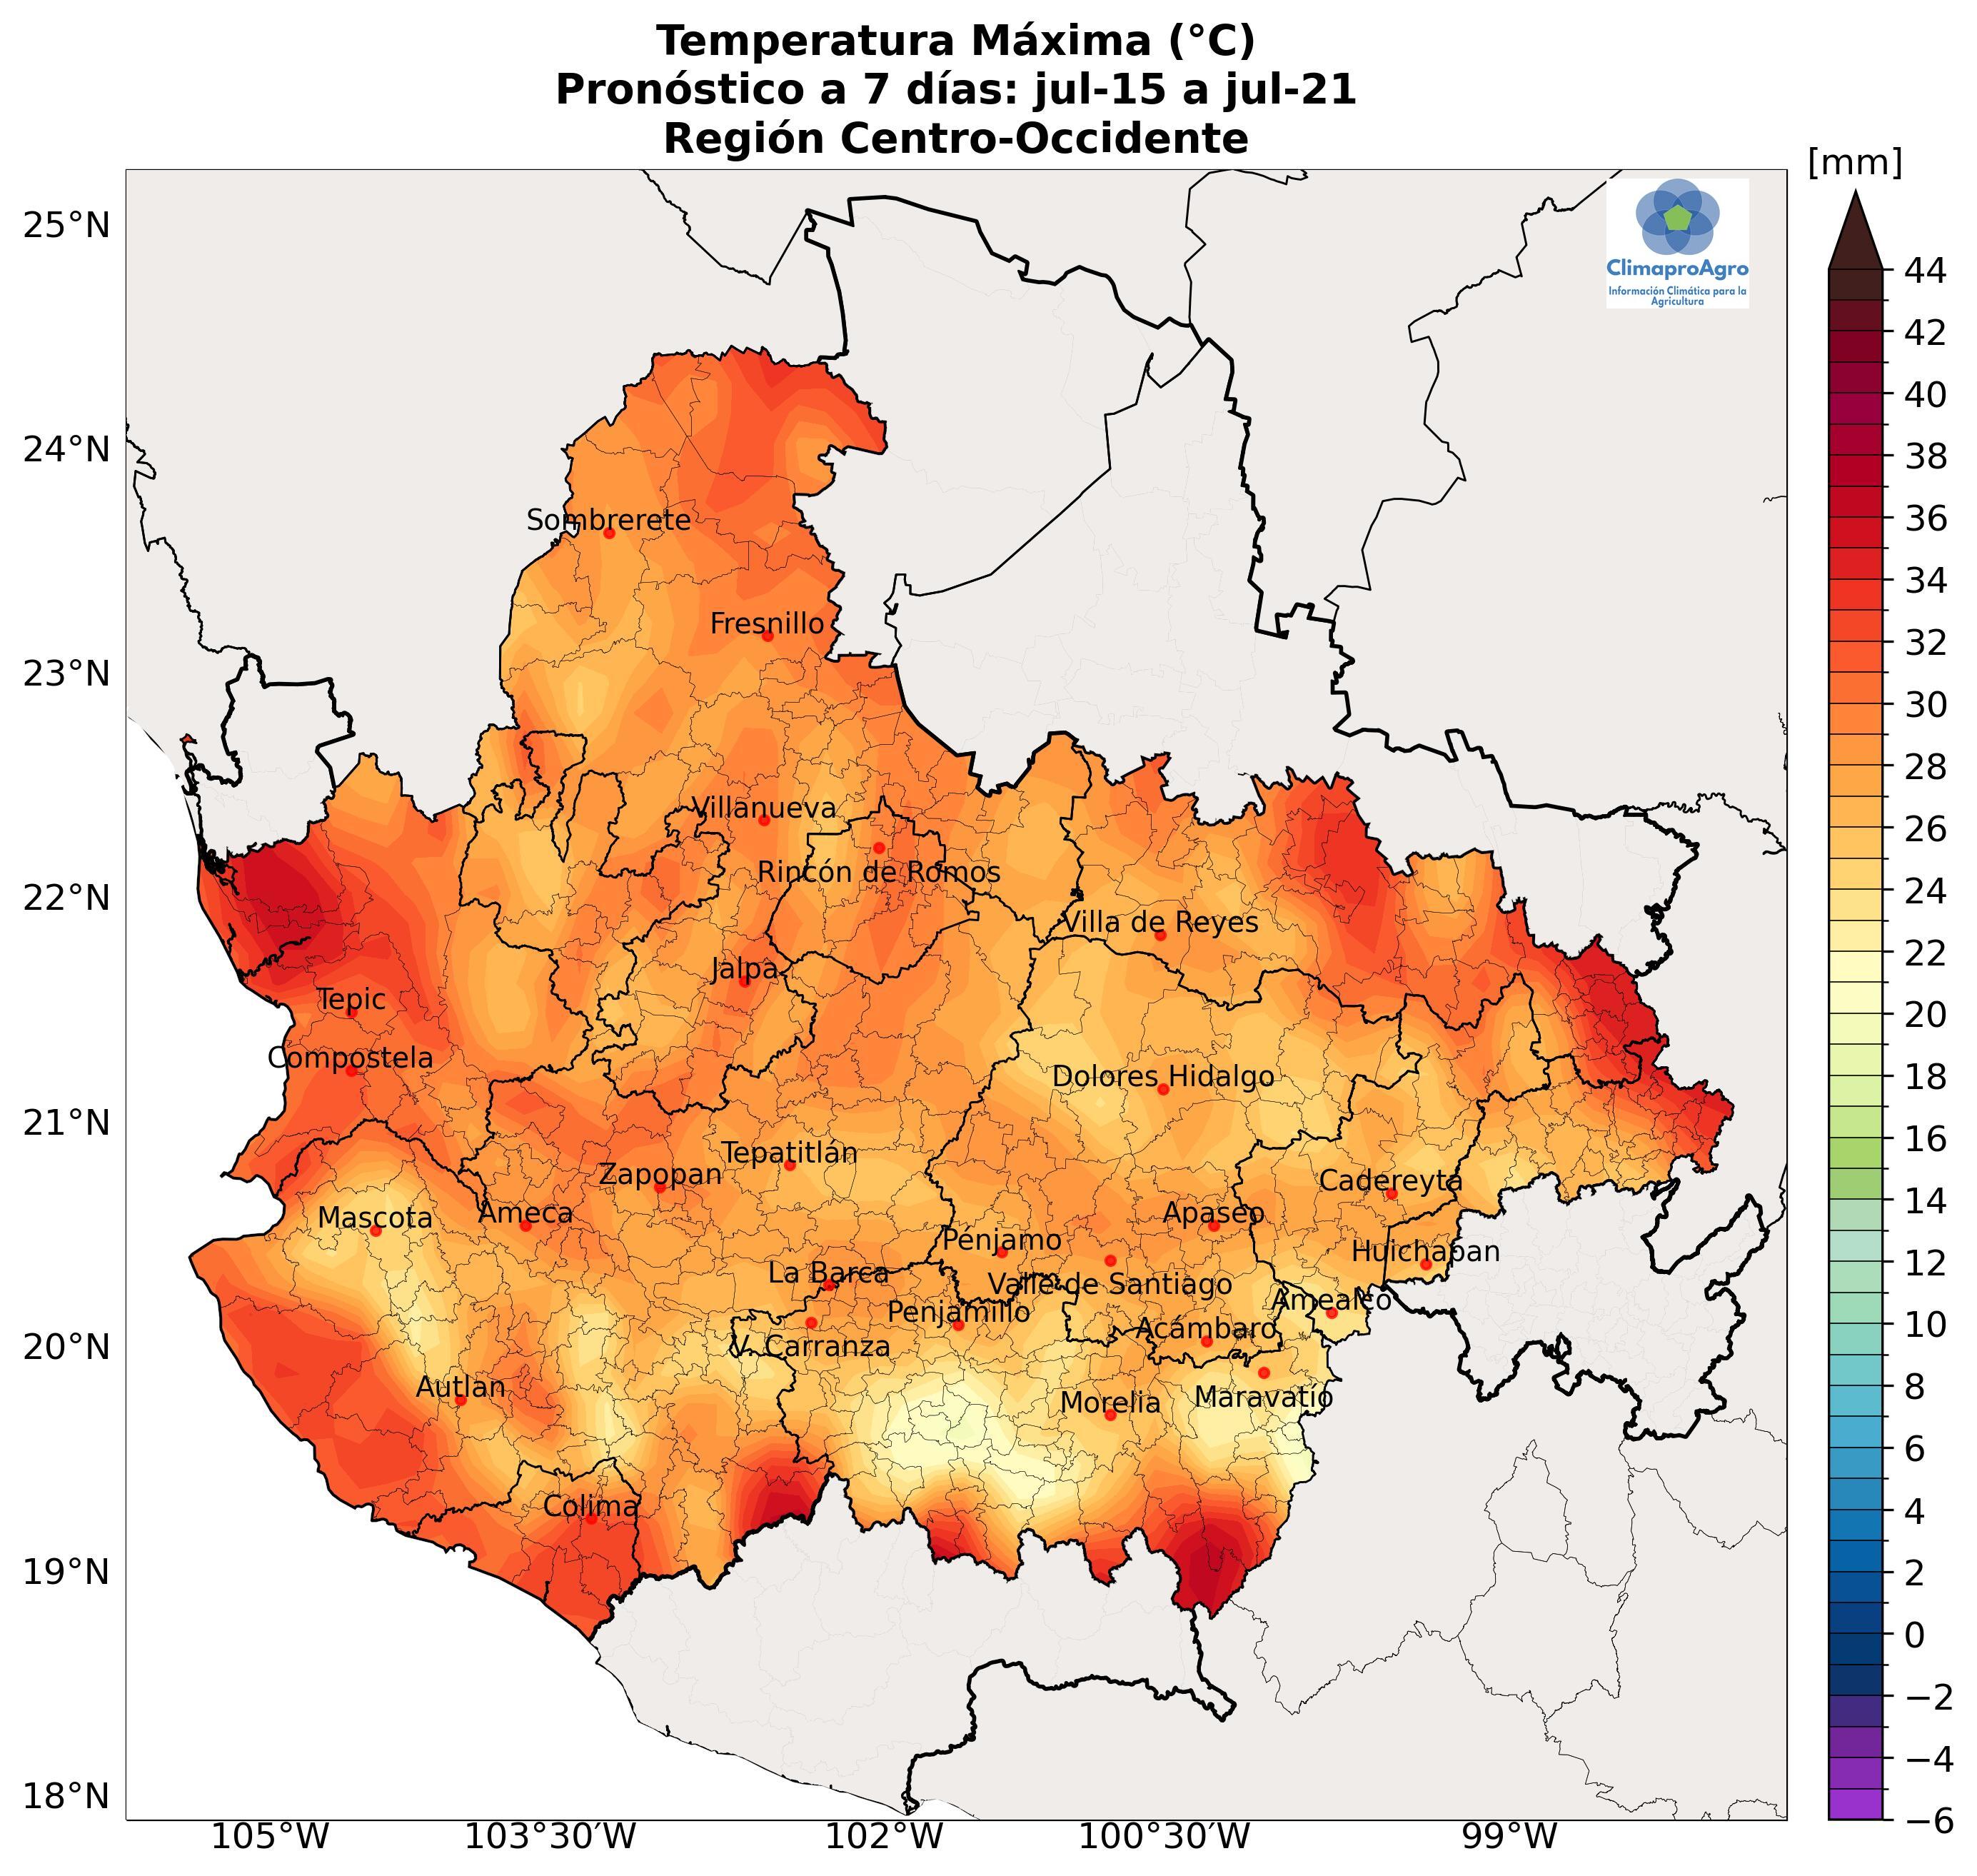 Temperatura Máxima (°C)
Pronóstico a 7 días: jul-15 a jul-21
Región Centro-Occidente
[mm]
ClimaproAgro
Información Climática para la
Agricultura
25°N
24°N
23°N
22°N
21°N
20°N
19°N
18°N
Sombrerete
Fresnillo
Villanueva
Rincón de Romos
Villa de Reyes
Jalpa
Tepic
Compostela
Dolores Hidalgo
Tepatitlán
Zapopan
Cadereyta
Mascota
Ameca
Apaseo
Pénjamo
Huichapan
La Barca
Valle de Santiago
Penjamillo
Amealco
Acámbaro
V. Carranza
Autlan
Morelia
Maravatío
Colima
105°W
103°30′W
102°W
100°30′W
99°W
44
42
40
38
36
34
32
30
28
26
24
22
20
18
16
14
12
10
8
6
4
2
0
−2
−4
−6